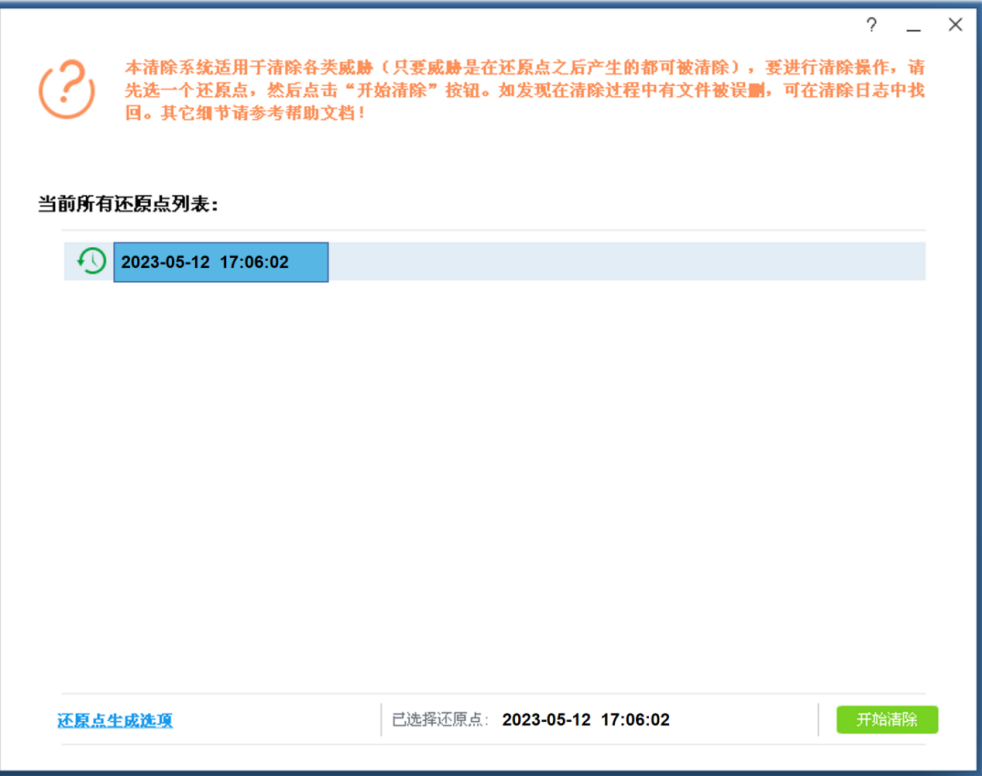 ?
本清除系统适用于清除各类威胁（只要威胁是在还原点之后产生的都可被清除），要进行清除操作，请
先选一个还原点，然后点击“开始清除”按钮。如发现在清除过程中有文件被误删，可在清除日志中找
回。其它细节请参考帮助文档！
当前所有还原点列表：
2023-05-12 17:06:02
还原点生成选项 已选择还原点: 2023-05-12 17:06:02 开始清除